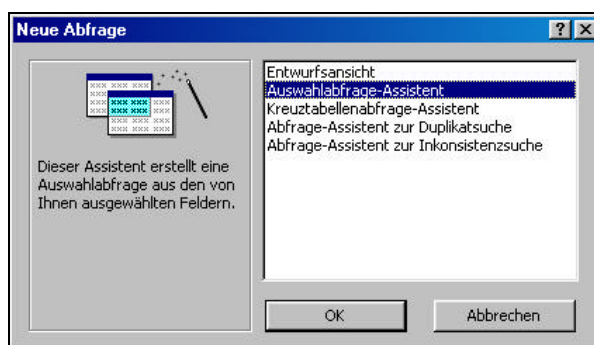 Neue Abfrage
Dieser Assistent erstellt eine
Auswahlabfrage aus den von
Ihnen ausgewählten Feldern.
Entwurfsansicht
Auswahlabfrage-Assistent
Kreuztabellenabfrage-Assistent
Abfrage-Assistent zur Duplikatsuche
Abfrage-Assistent zur Inkonsistenzsuche
OK
Abbrechen